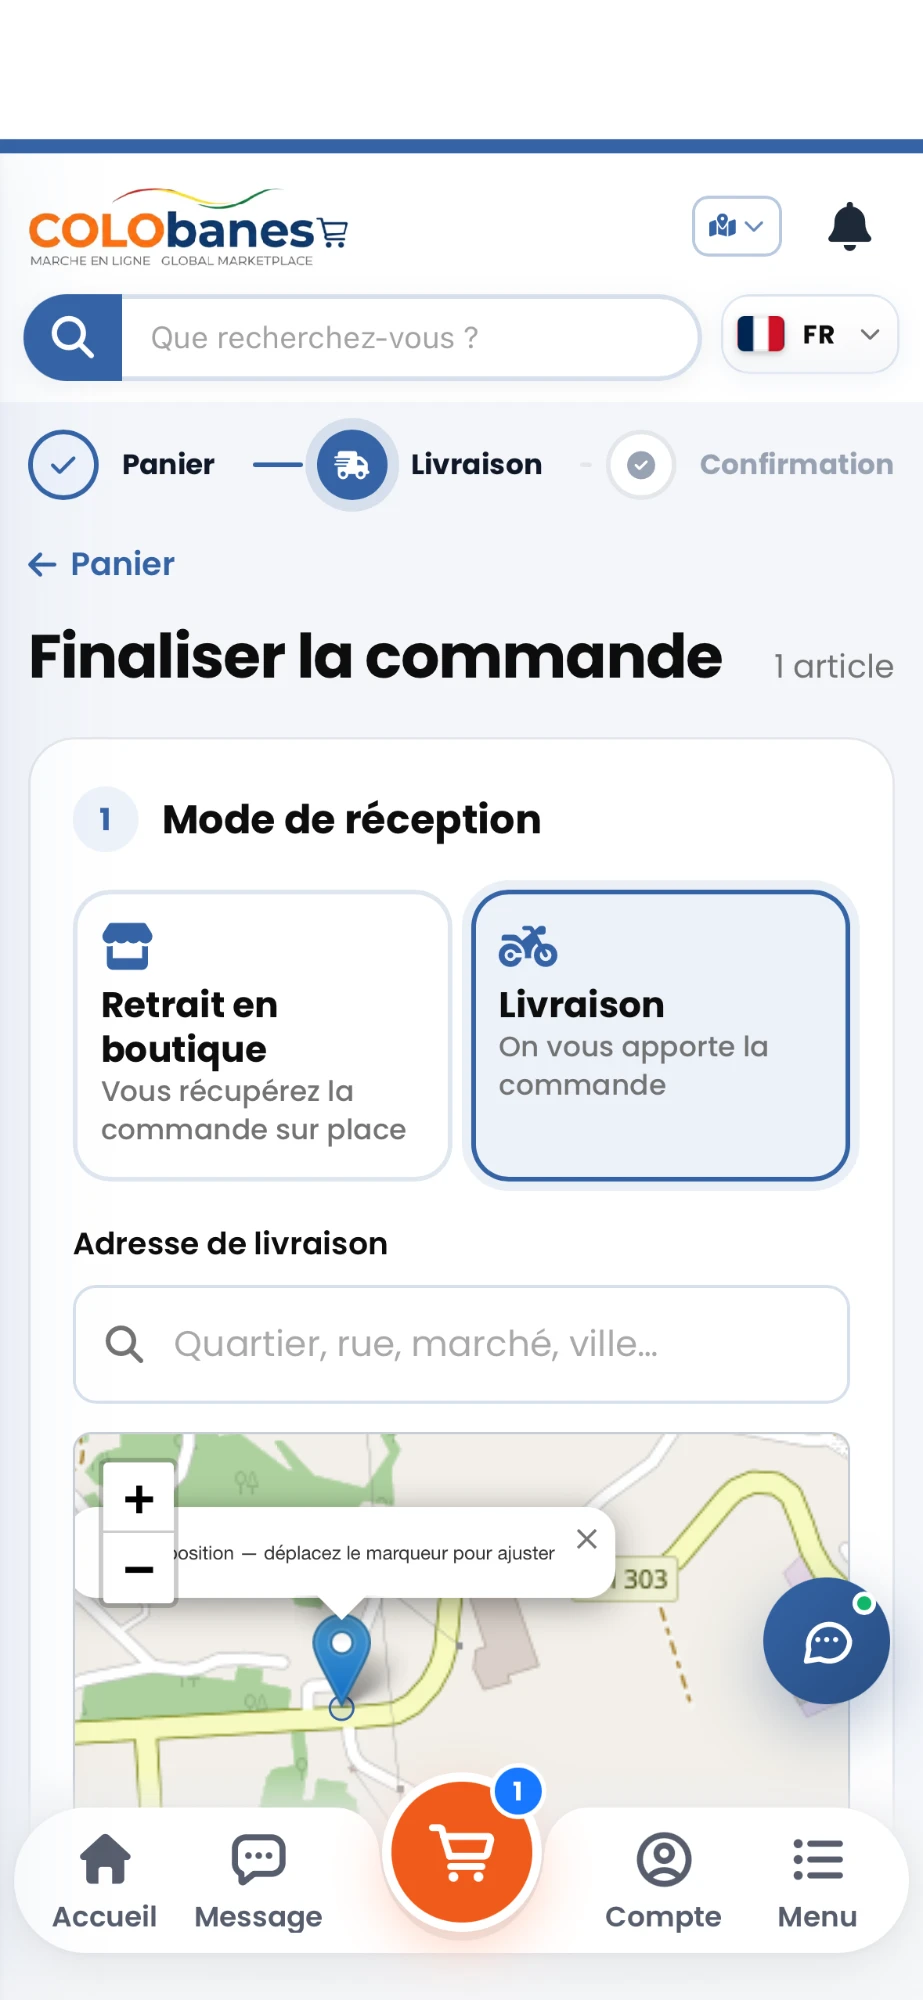 COLObanes
MARCHE EN LIGNE GLOBAL MARKETPLACE
Que recherchez-vous ?
FR
Panier
Livraison
Confirmation
← Panier
Finaliser la commande
1 article
1
Mode de réception
Retrait en
boutique
Vous récupérez la
commande sur place
Livraison
On vous apporte la
commande
Adresse de livraison
Quartier, rue, marché, ville...
+
−
position — déplacez le marqueur pour ajuster
×
303
1
Accueil
Message
Compte
Menu